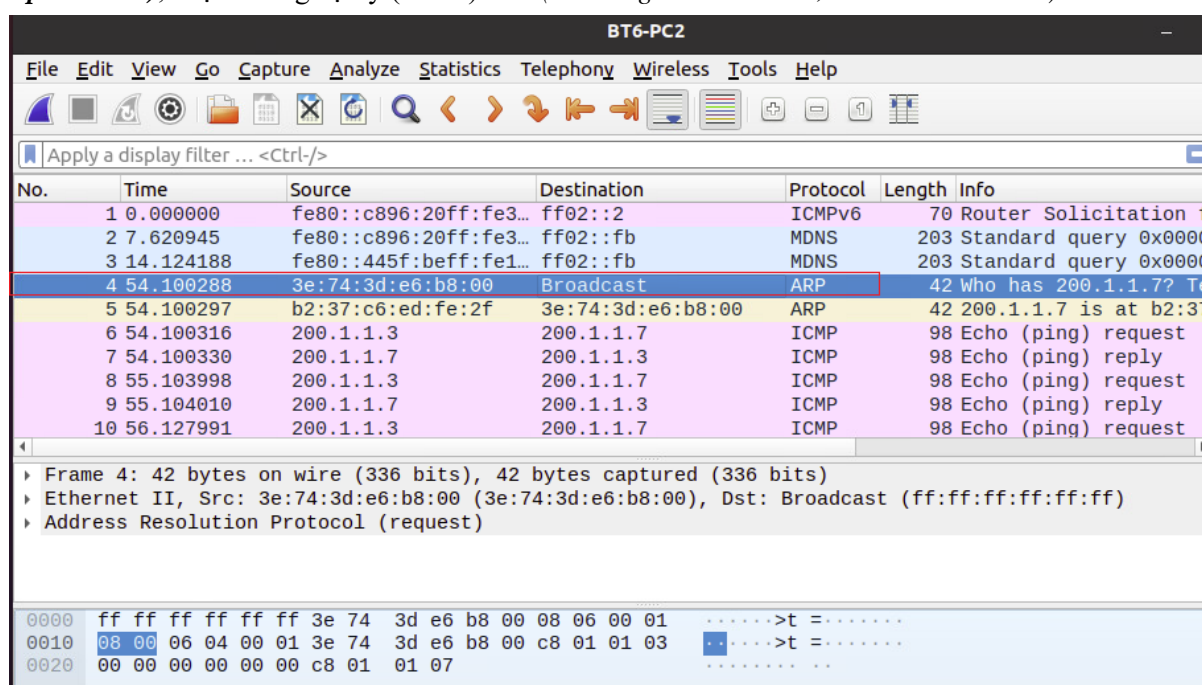 BT6-PC2
File Edit View Go Capture Analyze Statistics Telephony Wireless Tools Help
Apply a display filter … <Ctrl-/>
No. Time Source Destination Protocol Length Info
1 0.000000 fe80::c896:20ff:fe3… ff02::2 ICMPv6 70 Router Solicitation
2 7.620945 fe80::c896:20ff:fe3… ff02::fb MDNS 203 Standard query 0x000
3 14.124188 fe80::445f:beff:fe1… ff02::fb MDNS 203 Standard query 0x000
4 54.100288 3e:74:3d:e6:b8:00 Broadcast ARP 42 Who has 200.1.1.7? Te
5 54.100297 b2:37:c6:ed:fe:2f 3e:74:3d:e6:b8:00 ARP 42 200.1.1.7 is at b2:37
6 54.100316 200.1.1.3 200.1.1.7 ICMP 98 Echo (ping) request
7 54.100330 200.1.1.7 200.1.1.3 ICMP 98 Echo (ping) reply
8 55.103998 200.1.1.3 200.1.1.7 ICMP 98 Echo (ping) request
9 55.104010 200.1.1.7 200.1.1.3 ICMP 98 Echo (ping) reply
10 56.127991 200.1.1.3 200.1.1.7 ICMP 98 Echo (ping) request
Frame 4: 42 bytes on wire (336 bits), 42 bytes captured (336 bits)
Ethernet II, Src: 3e:74:3d:e6:b8:00 (3e:74:3d:e6:b8:00), Dst: Broadcast (ff:ff:ff:ff:ff:ff)
Address Resolution Protocol (request)
0000 ff ff ff ff ff ff 3e 74 3d e6 b8 00 08 06 00 01 ······>t =·······
0010 08 00 06 04 00 01 3e 74 3d e6 b8 00 c8 01 01 03 ······>t =·······
0020 00 00 00 00 00 00 c8 01 01 07 ········ ··